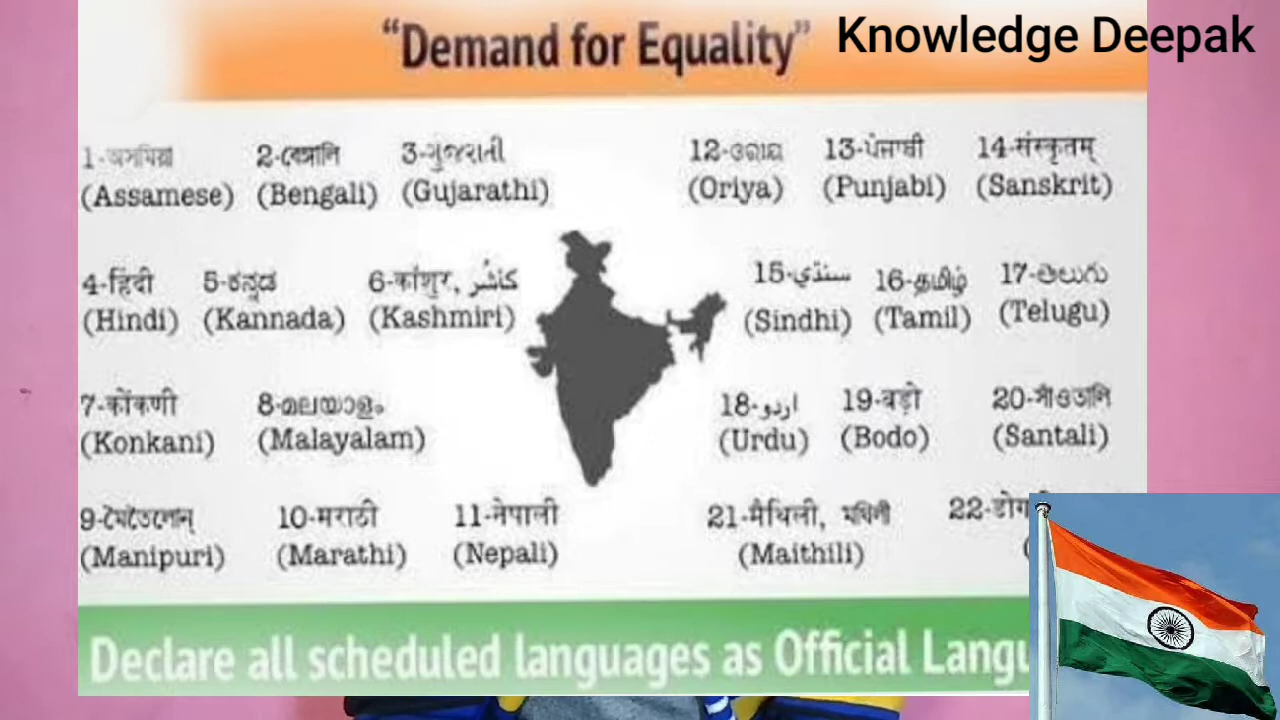 “Demand for Equality”
Knowledge Deepak
1-অসমিয়া 2-বেঙ্গালি 3-ગુજરાતી 12-ଓଡ଼ିଆ 13-ਪੰਜਾਬੀ 14-संस्कृतम्
(Assamese) (Bengali) (Gujarathi) (Oriya) (Punjabi) (Sanskrit)
4-हिंदी 5-ಕನ್ನಡ 6-कॉशुर, كأشُر 15-سنڌي 16-தமிழ் 17-తెలుగు
(Hindi) (Kannada) (Kashmiri) (Sindhi) (Tamil) (Telugu)
7-कोंकणी 8-മലയാളം 18-اردو 19-बड़ो 20-
(Konkani) (Malayalam) (Urdu) (Bodo) (Santali)
9- 10-मराठी 11-नेपाली 21-मैथिली, 22-डोग
(Manipuri) (Marathi) (Nepali) (Maithili) (
Declare all scheduled languages as Official Langu